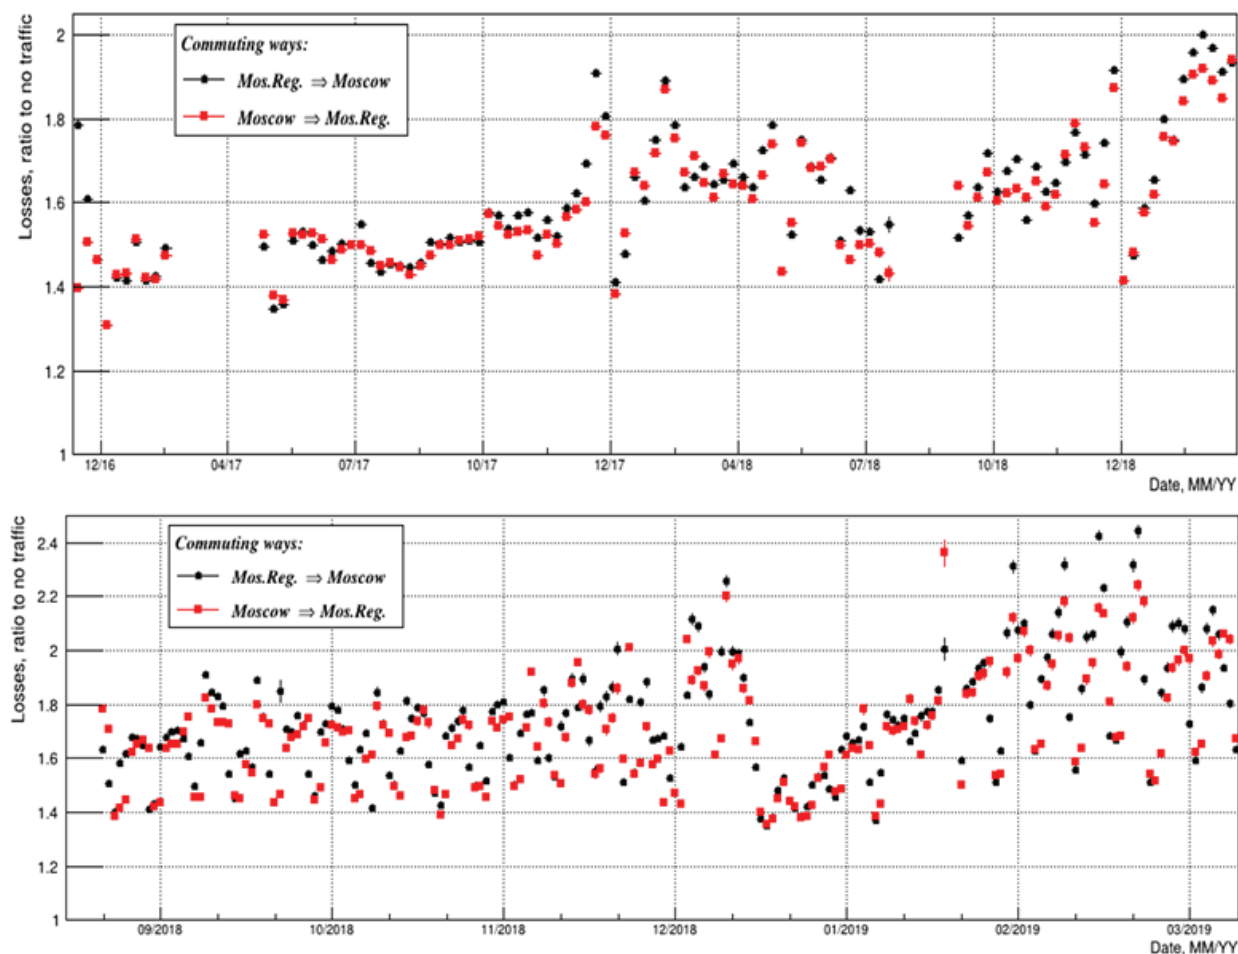 Losses, ratio to no traffic
2
1.8
1.6
1.4
1.2
1
Commuting ways:
Mos.Reg. ⇒ Moscow
Moscow ⇒ Mos.Reg.
12/16 04/17 07/17 10/17 12/17 04/18 07/18 10/18 12/18
Date, MM/YY
Losses, ratio to no traffic
2.4
2.2
2
1.8
1.6
1.4
1.2
1
Commuting ways:
Mos.Reg. ⇒ Moscow
Moscow ⇒ Mos.Reg.
09/2018 10/2018 11/2018 12/2018 01/2019 02/2019 03/2019
Date, MM/YY